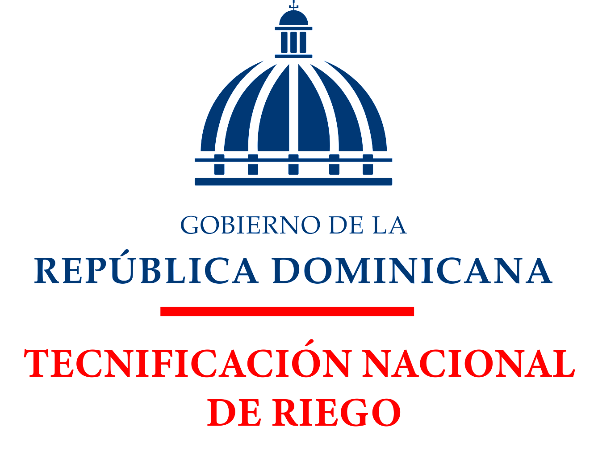 GOBIERNO DE LA
REPÚBLICA DOMINICANA
TECNIFICACIÓN NACIONAL
DE RIEGO